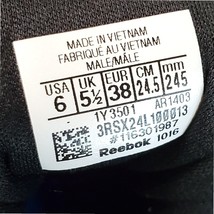 MADE IN VIETNAM
FABRIQUÉ AU VIETNAM
MALE/MÂLE
USA UK EUR CM mm
6 5½ 38 24.5 245
1Y3501 AR1403
3RSX24L100013
#116301987
Reebok 1016